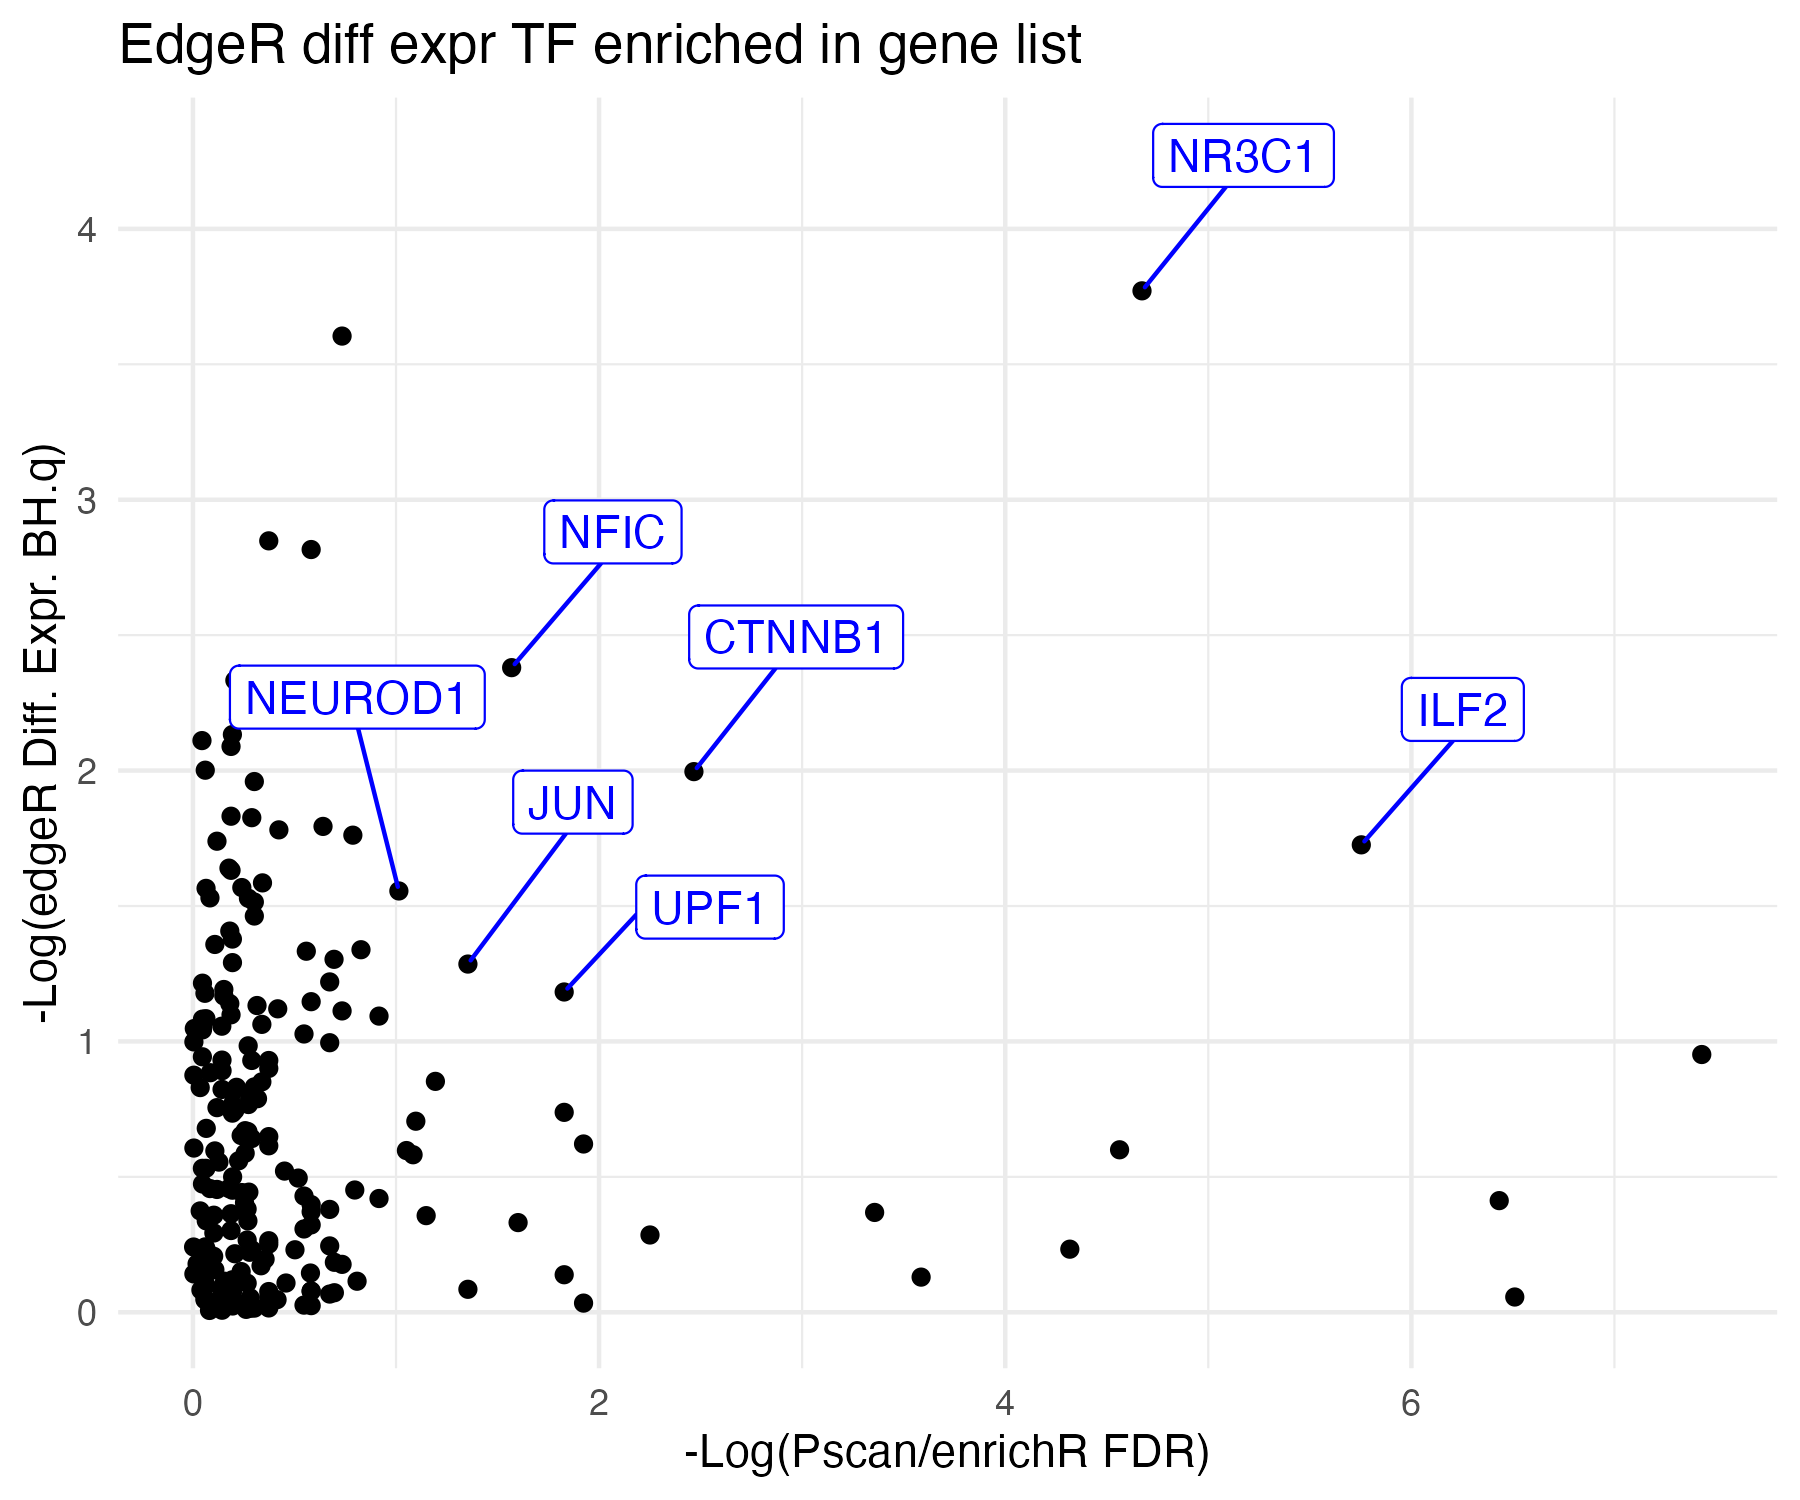 EdgeR diff expr TF enriched in gene list
NR3C1
NFIC
CTNNB1
NEUROD1
ILF2
JUN
UPF1
-Log(edgeR Diff. Expr. BH.q)
4
3
2
1
0
0 2 4 6
-Log(Pscan/enrichR FDR)